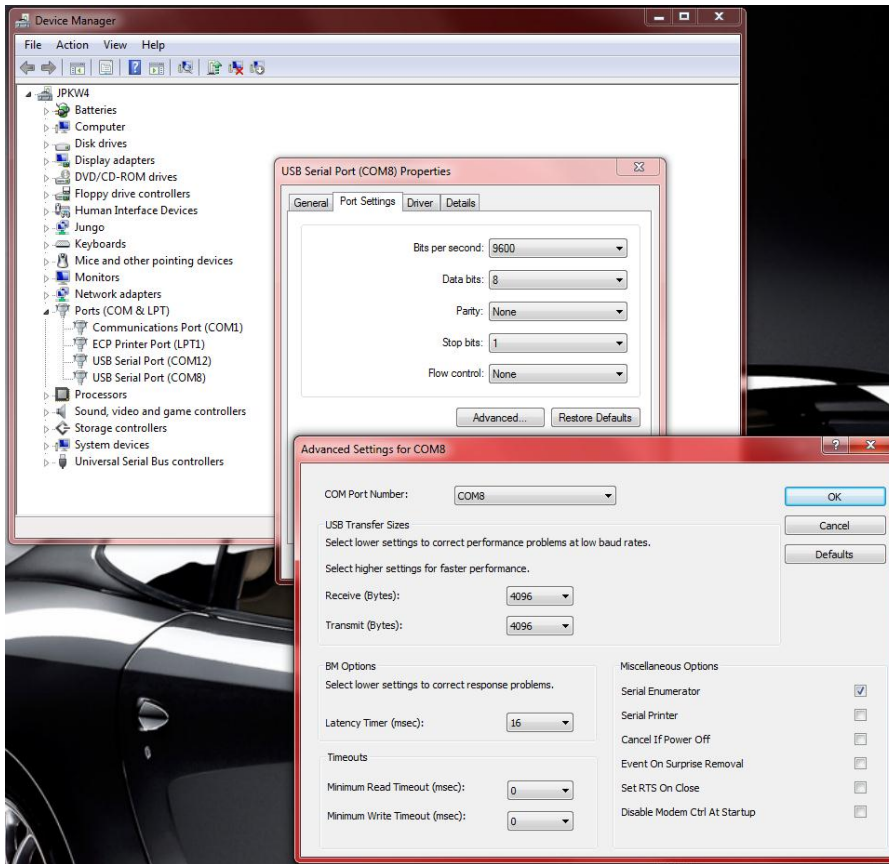 Device Manager
File Action View Help
JPKW4
Batteries
Computer
Disk drives
Display adapters
DVD/CD-ROM drives
Floppy drive controllers
Human Interface Devices
Jungo
Keyboards
Mice and other pointing devices
Monitors
Network adapters
Ports (COM & LPT)
Communications Port (COM1)
ECP Printer Port (LPT1)
USB Serial Port (COM12)
USB Serial Port (COM8)
Processors
Sound, video and game controllers
Storage controllers
System devices
Universal Serial Bus controllers
USB Serial Port (COM8) Properties
General Port Settings Driver Details
Bits per second: 9600
Data bits: 8
Parity: None
Stop bits: 1
Flow control: None
Advanced... Restore Defaults
Advanced Settings for COM8
COM Port Number: COM8
OK
Cancel
Defaults
USB Transfer Sizes
Select lower settings to correct performance problems at low baud rates.
Select higher settings for faster performance.
Receive (Bytes): 4096
Transmit (Bytes): 4096
BM Options
Select lower settings to correct response problems.
Latency Timer (msec): 16
Timeouts
Minimum Read Timeout (msec): 0
Minimum Write Timeout (msec): 0
Miscellaneous Options
Serial Enumerator
Serial Printer
Cancel If Power Off
Event On Surprise Removal
Set RTS On Close
Disable Modem Ctrl At Startup